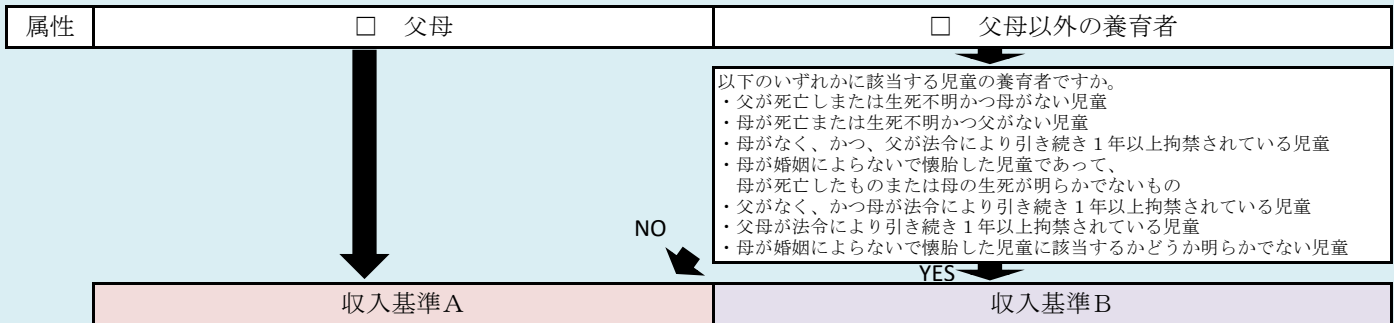 属性
□ 父母
□ 父母以外の養育者
以下のいずれかに該当する児童の養育者ですか。
・父が死亡しまたは生死不明かつ母がない児童
・母が死亡または生死不明かつ父がない児童
・母がなく、かつ、父が法令により引き続き１年以上拘禁されている児童
・母が婚姻によらないで懐胎した児童であって、
母が死亡したものまたは母の生死が明らかでないもの
・父がなく、かつ母が法令により引き続き１年以上拘禁されている児童
・父母が法令により引き続き１年以上拘禁されている児童
・母が婚姻によらないで懐胎した児童に該当するかどうか明らかでない児童
NO
YES
収入基準Ａ
収入基準Ｂ